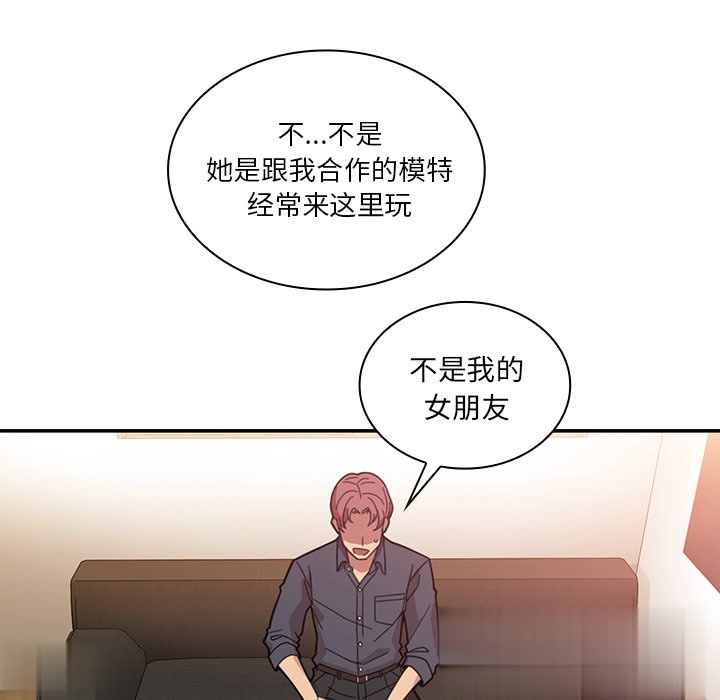 不...不是
她是跟我合作的模特
经常来这里玩
不是我的
女朋友